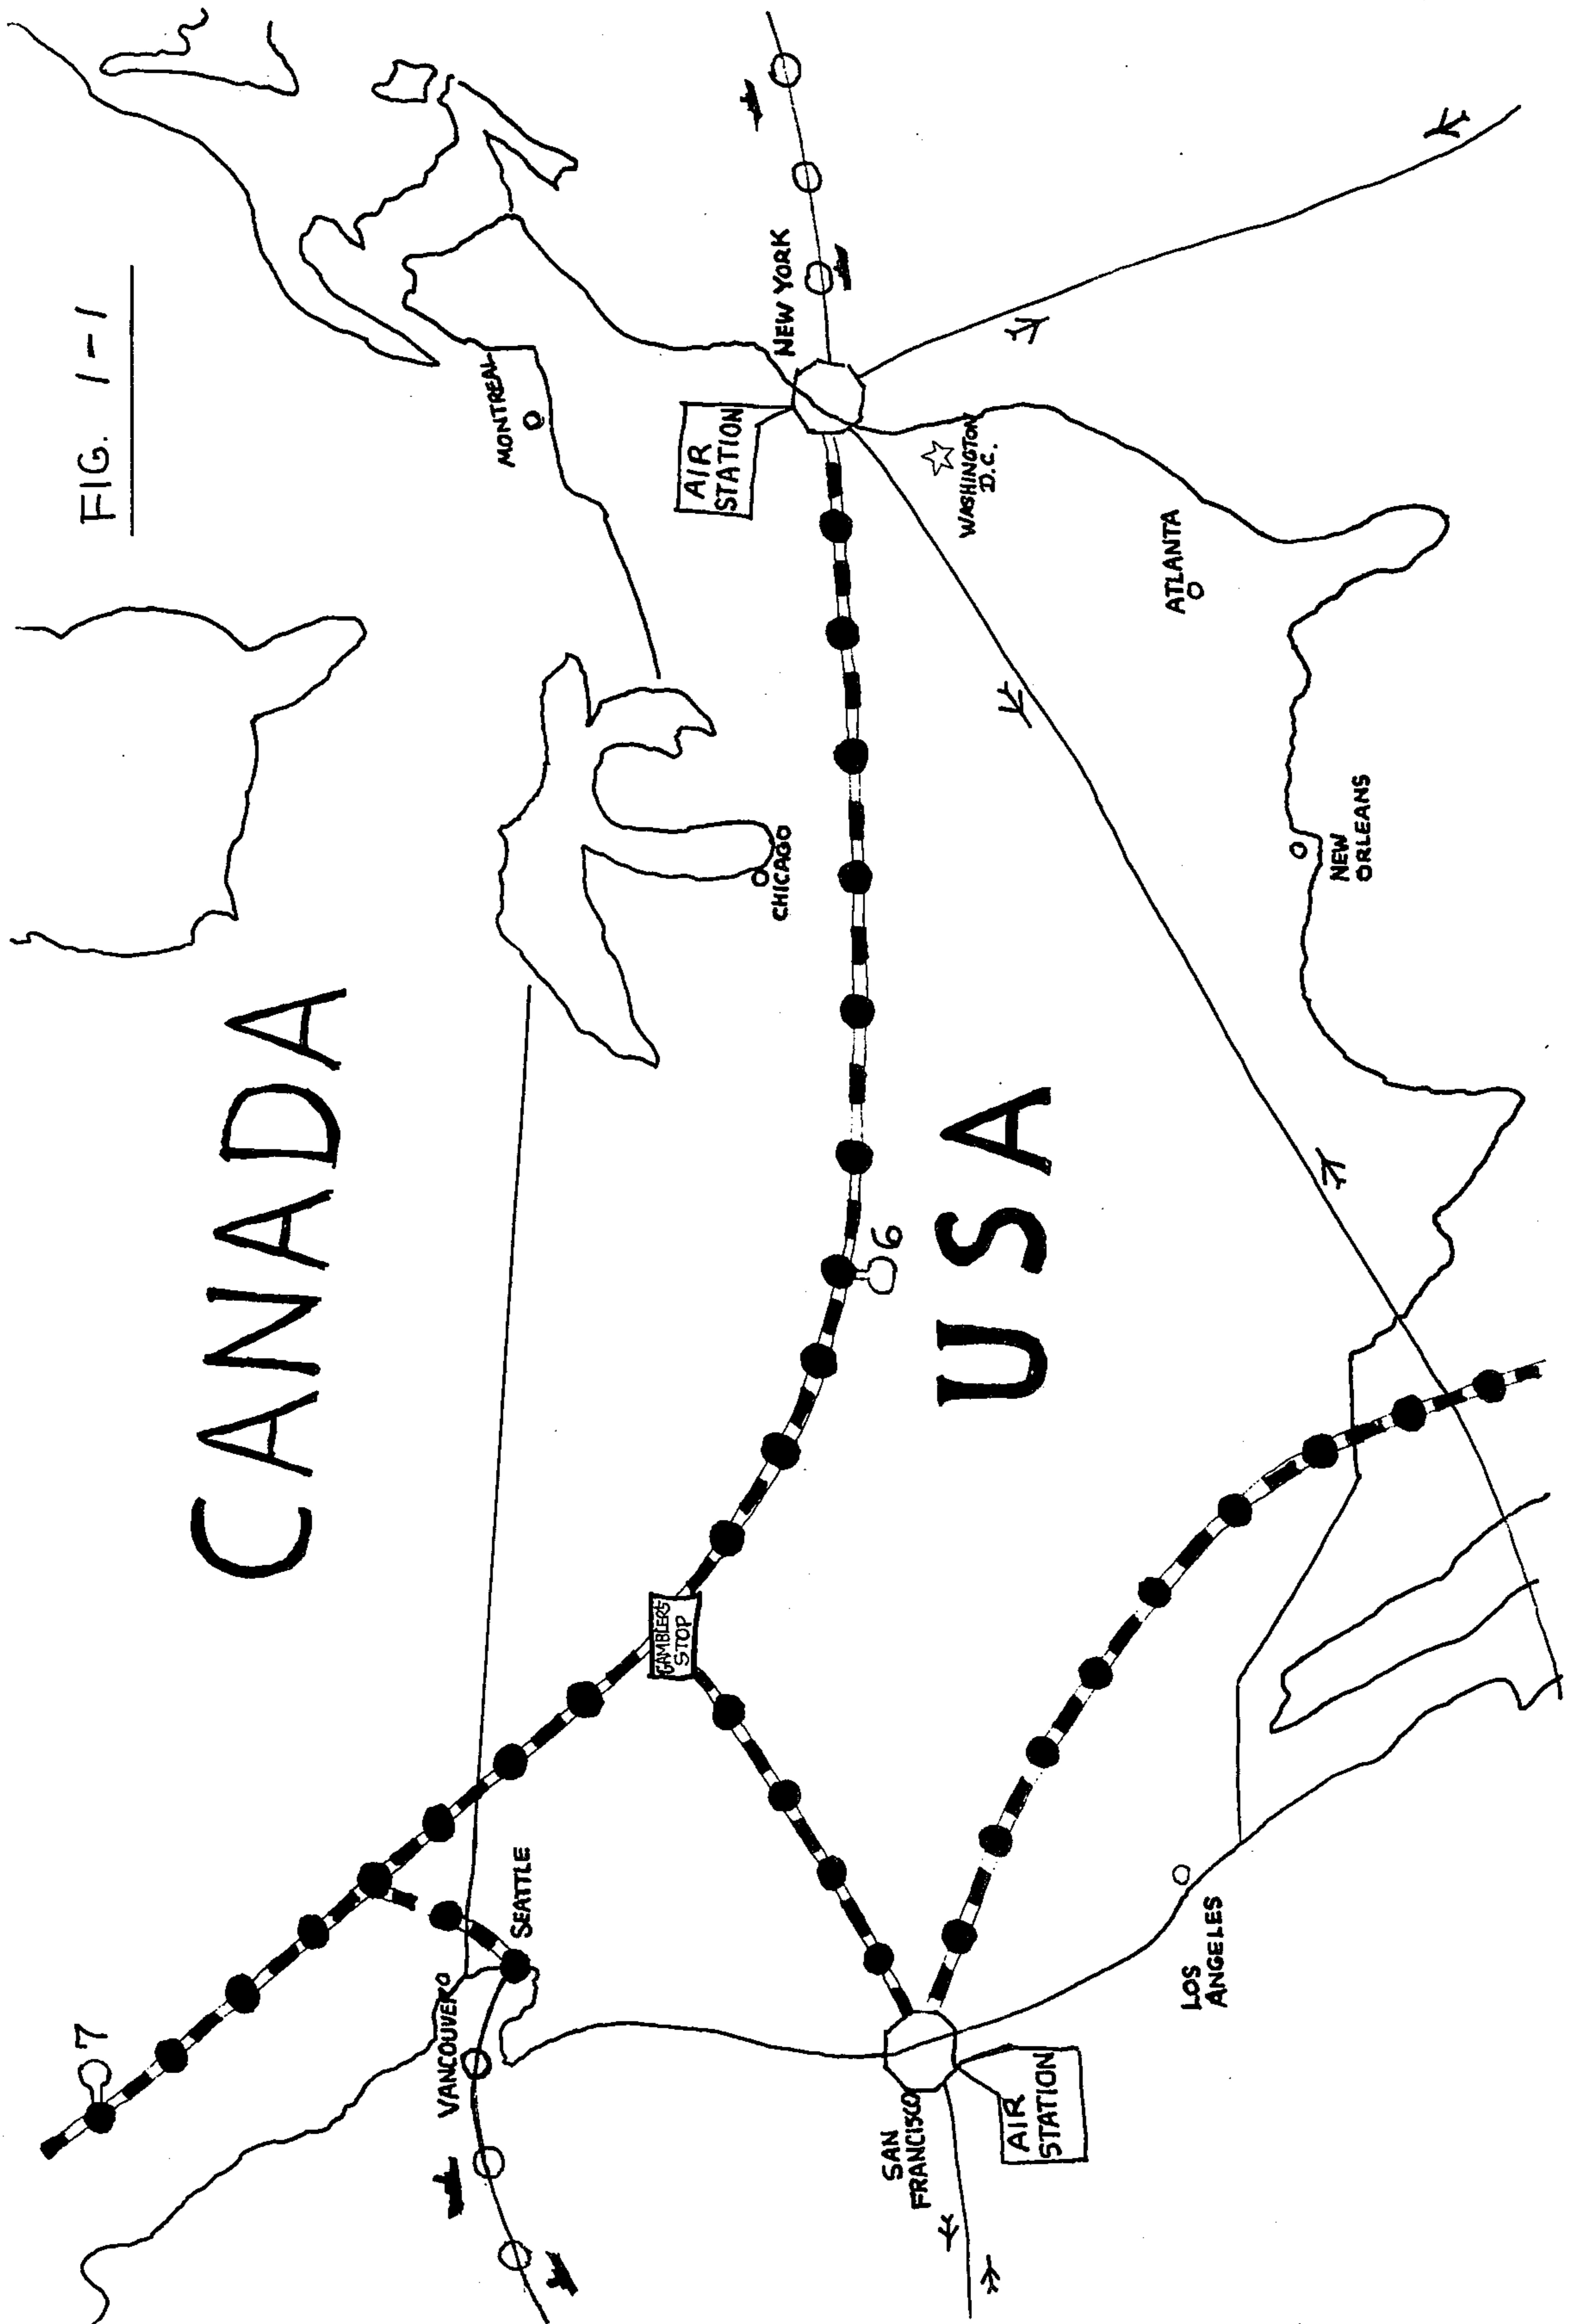 FIG. 1-1
CANADA
7
VANCOUVER
SEATTLE
MONTREAL
GAMBLERS
STOP
CHICAGO
AIR
STATION
NEW YORK
6
USA
WASHINGTON
D.C.
SAN
FRANCISCO
AIR
STATION
LOS
ANGELES
ATLANTA
NEW
ORLEANS